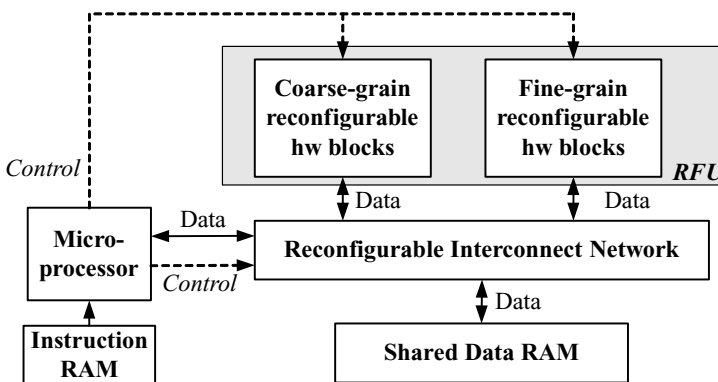 Coarse-grain
reconfigurable
hw blocks
Fine-grain
reconfigurable
hw blocks
Control
RFU
Data
Data
Data
Micro-
processor
Reconfigurable Interconnect Network
Control
Data
Instruction
RAM
Shared Data RAM